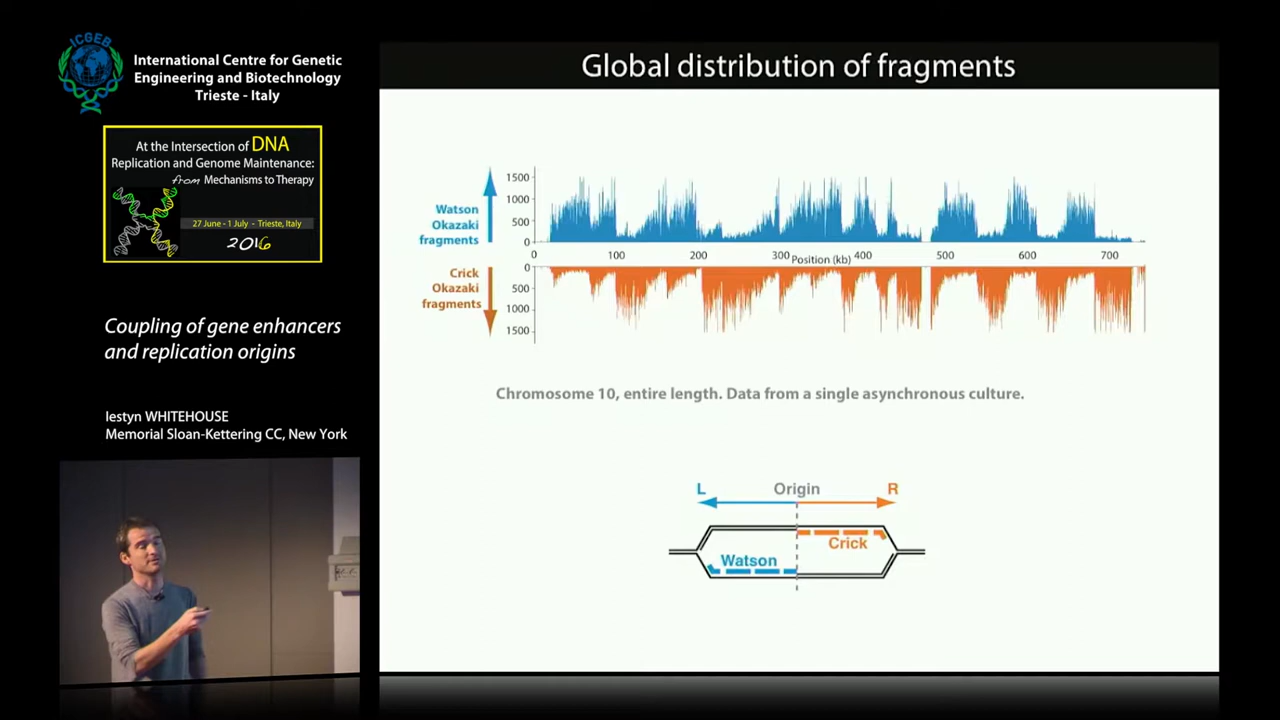 ICGEB
International Centre for Genetic
Engineering and Biotechnology
Trieste - Italy
At the Intersection of DNA
Replication and Genome Maintenance:
from Mechanisms to Therapy
27 June - 1 July - Trieste, Italy
2016
Coupling of gene enhancers
and replication origins
Iestyn WHITEHOUSE
Memorial Sloan-Kettering CC, New York
Global distribution of fragments
Watson
Okazaki
fragments
1500
1000
500
0
0 100 200 300 Position (kb) 400 500 600 700
Crick
Okazaki
fragments
0
500
1000
1500
Chromosome 10, entire length. Data from a single asynchronous culture.
L Origin R
Crick
Watson